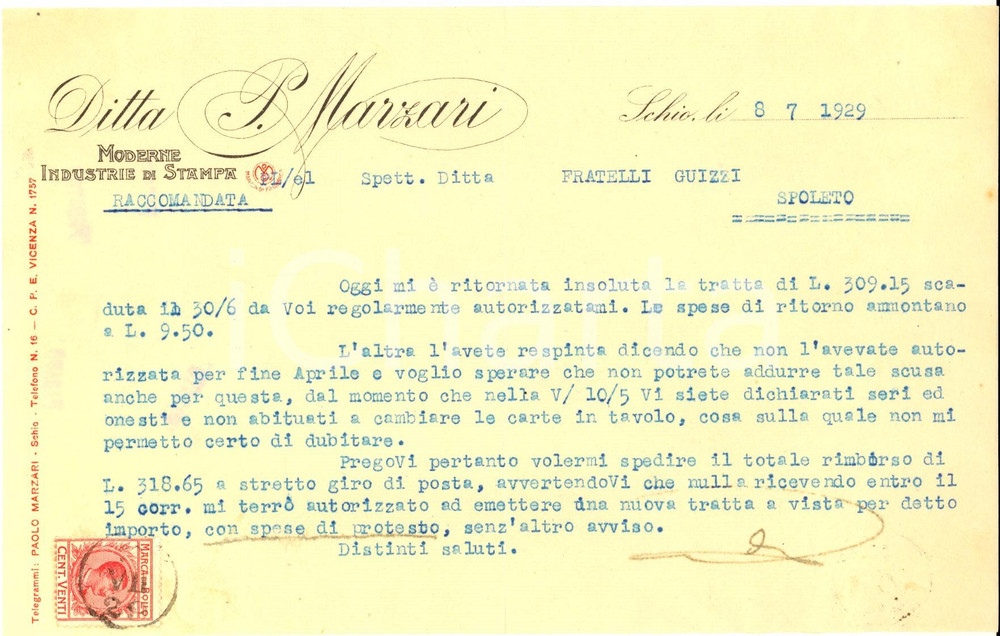 Ditta P. Marzari
Schio, li 8 7 1929
MODERNE
INDUSTRIE DI STAMPA
PL/el Spett. Ditta FRATELLI GUIZZI
RACCOMANDATA
SPOLETO
Oggi mi è ritornata insoluta la tratta di L. 309.15 sca-
duta il 30/6 da Voi regolarmente autorizzatami. Le spese di ritorno ammontano
a L. 9.50.
L'altra l'avete respinta dicendo che non l'avevate auto-
rizzata per fine Aprile e voglio sperare che non potrete addurre tale scusa
anche per questa, dal momento che nella V/ 10/5 Vi siete dichiarati seri ed
onesti e non abituati a cambiare le carte in tavolo, cosa sulla quale non mi
permetto certo di dubitare.
PregoVi pertanto volermi spedire il totale rimborso di
L. 318.65 a stretto giro di posta, avvertendoVi che nulla ricevendo entro il
15 corr. mi terrò autorizzato ad emettere una nuova tratta a vista per detto
importo, con spese di protesto, senz'altro avviso.
Distinti saluti.
Telegrammi: PAOLO MARZARI - Schio - Telefono N. 16 — C. P. E. VICENZA N. 1757
MARCA DA BOLLO
CENT. VENTI
iCharta